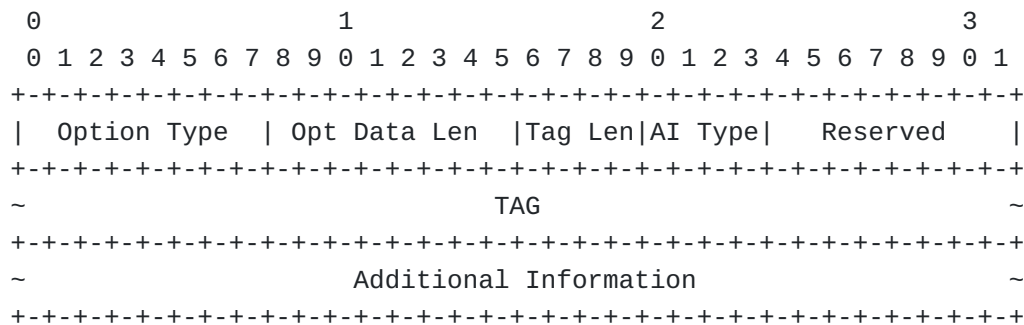 0                   1                   2                   3
 0 1 2 3 4 5 6 7 8 9 0 1 2 3 4 5 6 7 8 9 0 1 2 3 4 5 6 7 8 9 0 1
+-+-+-+-+-+-+-+-+-+-+-+-+-+-+-+-+-+-+-+-+-+-+-+-+-+-+-+-+-+-+-+-+
|  Option Type  | Opt Data Len  |Tag Len|AI Type|   Reserved    |
+-+-+-+-+-+-+-+-+-+-+-+-+-+-+-+-+-+-+-+-+-+-+-+-+-+-+-+-+-+-+-+-+
~                              TAG                              ~
+-+-+-+-+-+-+-+-+-+-+-+-+-+-+-+-+-+-+-+-+-+-+-+-+-+-+-+-+-+-+-+-+
~                     Additional Information                    ~
+-+-+-+-+-+-+-+-+-+-+-+-+-+-+-+-+-+-+-+-+-+-+-+-+-+-+-+-+-+-+-+-+